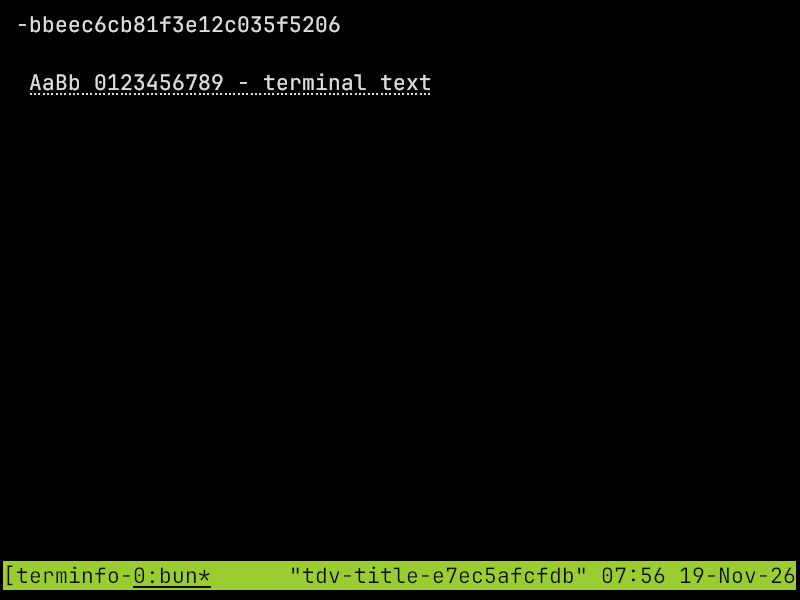 -bbeec6cb81f3e12c035f5206
AaBb 0123456789 - terminal text
[terminfo-0:bun* "tdv-title-e7ec5afcfdb" 07:56 19-Nov-26